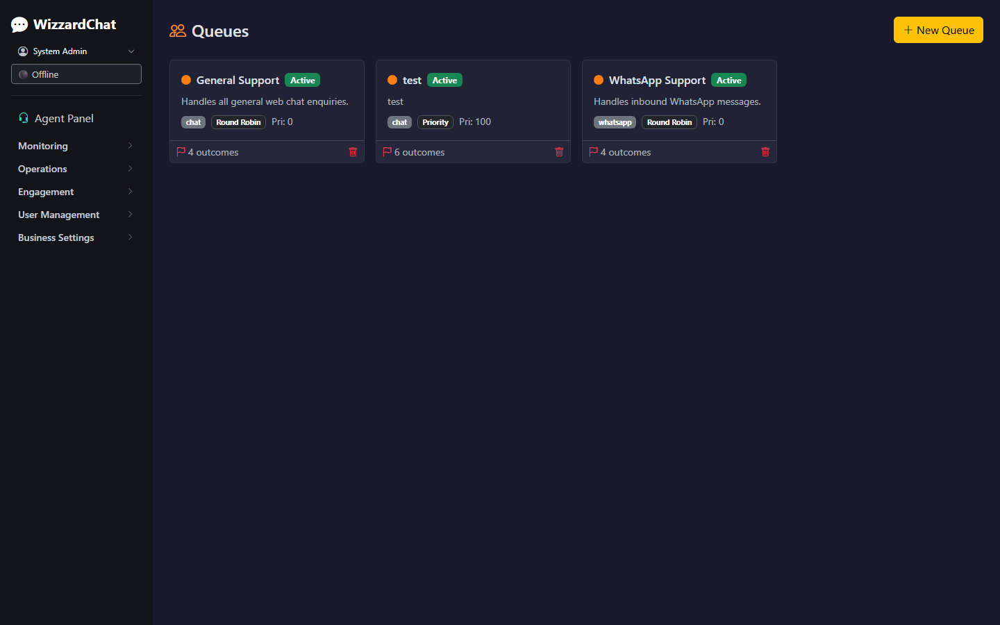 WizzardChat
System Admin
Offline
Agent Panel
Monitoring
Operations
Engagement
User Management
Business Settings
Queues
New Queue
General Support Active
Handles all general web chat enquiries.
chat Round Robin Pri: 0
4 outcomes
test Active
test
chat Priority Pri: 100
6 outcomes
WhatsApp Support Active
Handles inbound WhatsApp messages.
whatsapp Round Robin Pri: 0
4 outcomes